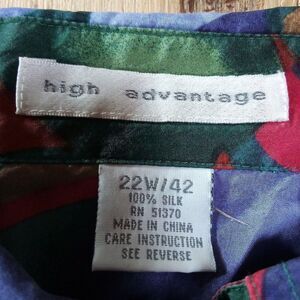 high advantage
22W/42
100% SILK
RN 51370
MADE IN CHINA
CARE INSTRUCTION
SEE REVERSE